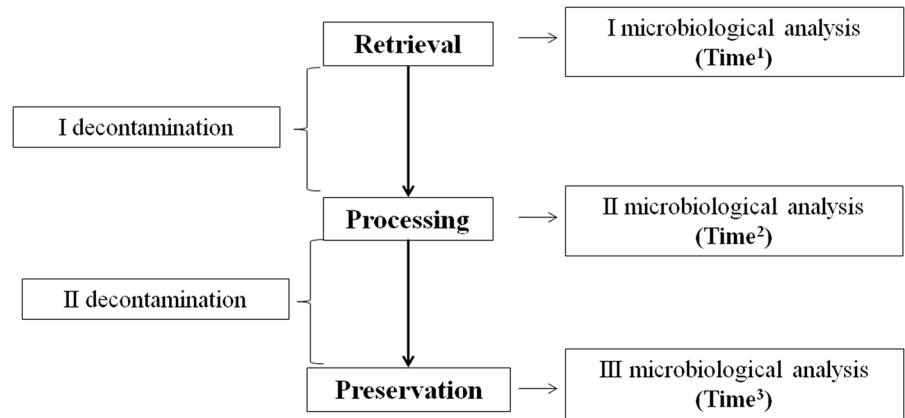 Retrieval
I microbiological analysis
(Time¹)
I decontamination
Processing
II microbiological analysis
(Time²)
II decontamination
Preservation
III microbiological analysis
(Time³)